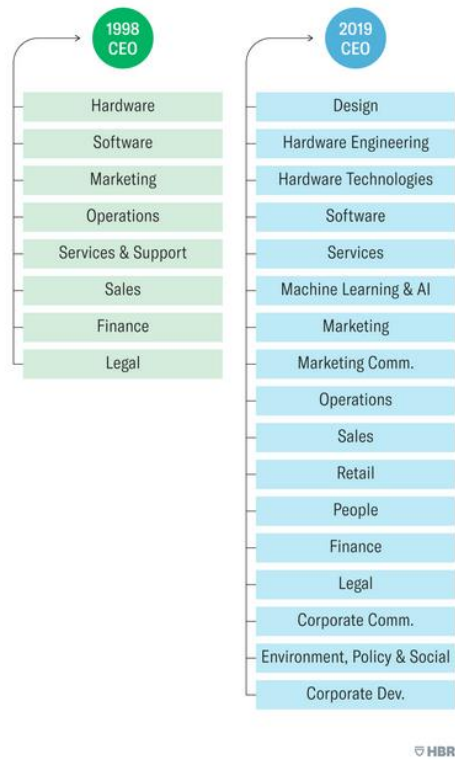 1998
CEO
Hardware
Software
Marketing
Operations
Services & Support
Sales
Finance
Legal
2019
CEO
Design
Hardware Engineering
Hardware Technologies
Software
Services
Machine Learning & AI
Marketing
Marketing Comm.
Operations
Sales
Retail
People
Finance
Legal
Corporate Comm.
Environment, Policy & Social
Corporate Dev.
HBR